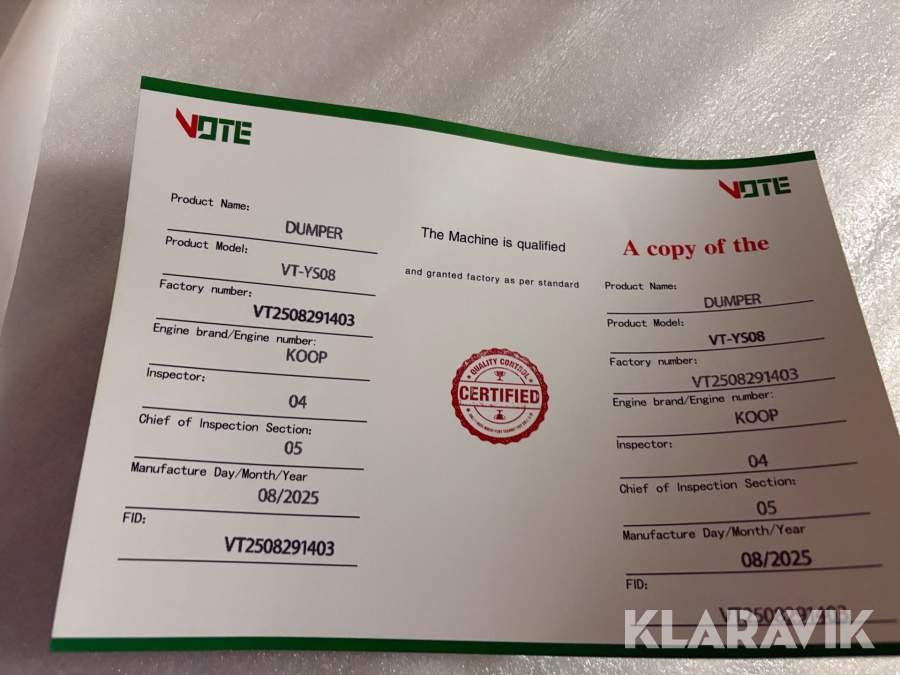 VOTE
Product Name:
DUMPER
Product Model:
VT-YS08
Factory number:
VT2508291403
Engine brand/Engine number:
KOOP
Inspector:
04
Chief of Inspection Section:
05
Manufacture Day/Month/Year
08/2025
FID:
VT2508291403
The Machine is qualified
and granted factory as per standard
QUALITY CONTROL
CERTIFIED
VOTE
A copy of the
Product Name:
DUMPER
Product Model:
VT-YS08
Factory number:
VT2508291403
Engine brand/Engine number:
KOOP
Inspector:
04
Chief of Inspection Section:
05
Manufacture Day/Month/Year
08/2025
FID:
VT2508291403
KLARAVIK